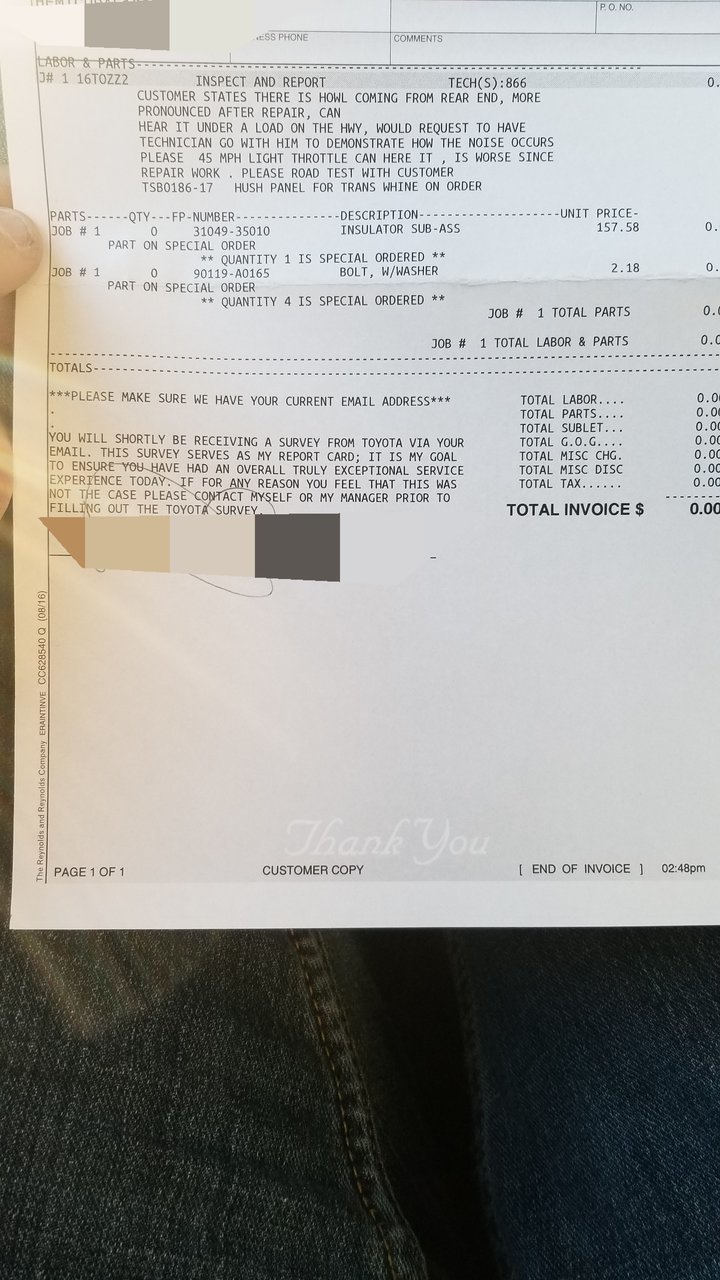 P. O. NO.
ESS PHONE
COMMENTS
LABOR & PARTS
J# 1 16TOZZ2 INSPECT AND REPORT TECH(S):866 0.
CUSTOMER STATES THERE IS HOWL COMING FROM REAR END, MORE
PRONOUNCED AFTER REPAIR, CAN
HEAR IT UNDER A LOAD ON THE HWY, WOULD REQUEST TO HAVE
TECHNICIAN GO WITH HIM TO DEMONSTRATE HOW THE NOISE OCCURS
PLEASE 45 MPH LIGHT THROTTLE CAN HERE IT , IS WORSE SINCE
REPAIR WORK . PLEASE ROAD TEST WITH CUSTOMER
TSB0186-17 HUSH PANEL FOR TRANS WHINE ON ORDER
PARTS------QTY---FP-NUMBER---------------DESCRIPTION--------------------UNIT PRICE-
JOB # 1 0 31049-35010 INSULATOR SUB-ASS 157.58 0.
PART ON SPECIAL ORDER
** QUANTITY 1 IS SPECIAL ORDERED **
JOB # 1 0 90119-A0165 BOLT, W/WASHER 2.18 0.
PART ON SPECIAL ORDER
** QUANTITY 4 IS SPECIAL ORDERED **
JOB # 1 TOTAL PARTS 0.0
JOB # 1 TOTAL LABOR & PARTS 0.0
TOTALS
***PLEASE MAKE SURE WE HAVE YOUR CURRENT EMAIL ADDRESS***
.
.
YOU WILL SHORTLY BE RECEIVING A SURVEY FROM TOYOTA VIA YOUR
EMAIL. THIS SURVEY SERVES AS MY REPORT CARD; IT IS MY GOAL
TO ENSURE YOU HAVE HAD AN OVERALL TRULY EXCEPTIONAL SERVICE
EXPERIENCE TODAY. IF FOR ANY REASON YOU FEEL THAT THIS WAS
NOT THE CASE PLEASE CONTACT MYSELF OR MY MANAGER PRIOR TO
FILLING OUT THE TOYOTA SURVEY.
TOTAL LABOR.... 0.00
TOTAL PARTS.... 0.00
TOTAL SUBLET... 0.00
TOTAL G.O.G.... 0.00
TOTAL MISC CHG. 0.00
TOTAL MISC DISC 0.00
TOTAL TAX...... 0.00
TOTAL INVOICE $ 0.00
The Reynolds and Reynolds Company ERAINTINVE CC628540 Q (08/16)
Thank You
PAGE 1 OF 1 CUSTOMER COPY [ END OF INVOICE ] 02:48pm